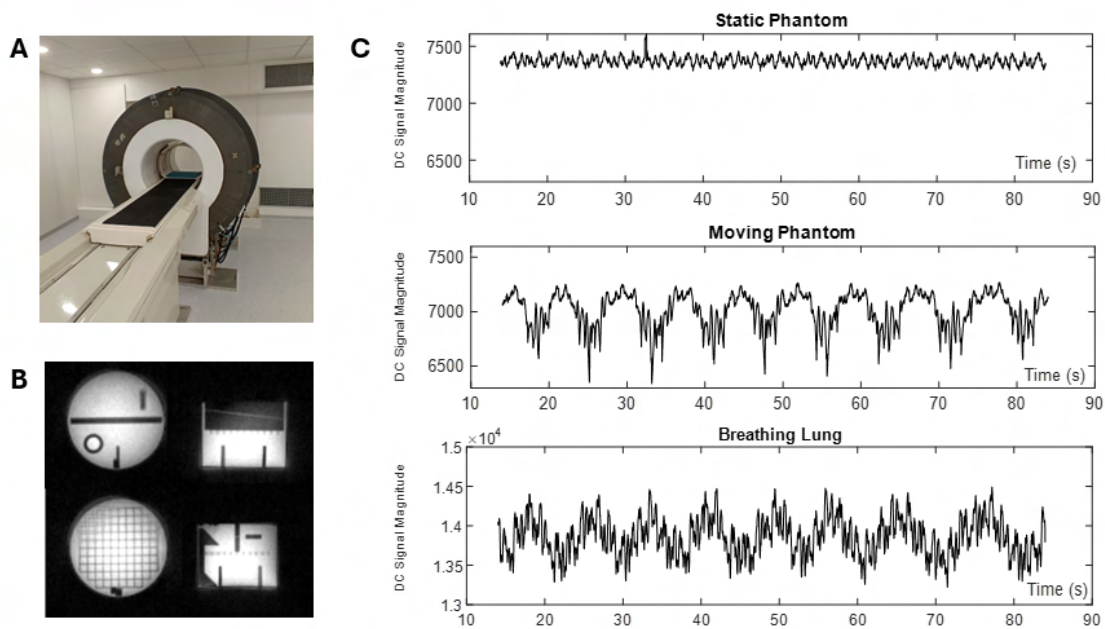 A
B
C
Static Phantom
DC Signal Magnitude
7500
7000
6500
Time (s)
10 20 30 40 50 60 70 80 90
Moving Phantom
DC Signal Magnitude
7500
7000
6500
Time (s)
10 20 30 40 50 60 70 80 90
Breathing Lung
DC Signal Magnitude
×10⁴
1.5
1.45
1.4
1.35
1.3
Time (s)
10 20 30 40 50 60 70 80 90